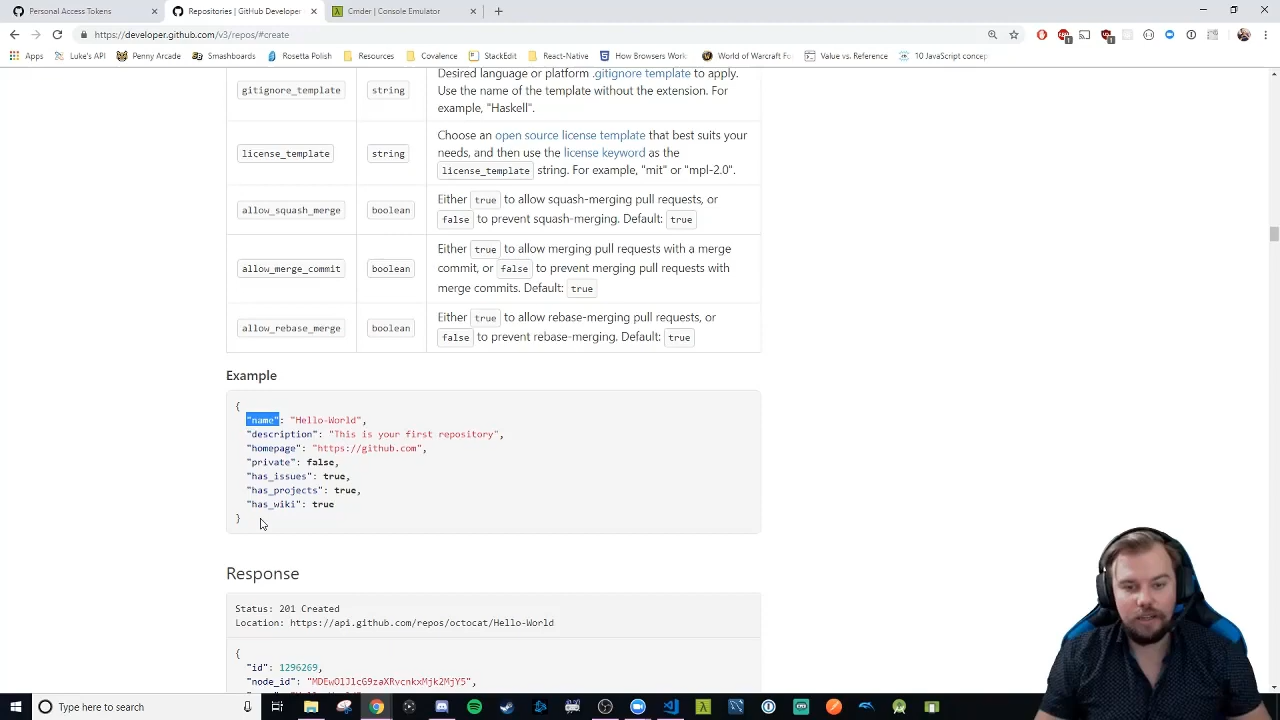 Personal Access Tokens
Repositories | GitHub Developer
Cmder | Console Emulator
https://developer.github.com/v3/repos/#create
Apps
Luke's API
Penny Arcade
Smashboards
Rosetta Polish
Resources
Covalence
StackEdit
React-Native
How Browsers Work
World of Warcraft Fo
Value vs. Reference
10 JavaScript concep
Desired language or platform .gitignore template to apply.
gitignore_template string Use the name of the template without the extension. For
example, "Haskell".
Choose an open source license template that best suits your
license_template string needs, and then use the license keyword as the
license_template string. For example, "mit" or "mpl-2.0".
allow_squash_merge boolean Either true to allow squash-merging pull requests, or
false to prevent squash-merging. Default: true
Either true to allow merging pull requests with a merge
allow_merge_commit boolean commit, or false to prevent merging pull requests with
merge commits. Default: true
allow_rebase_merge boolean Either true to allow rebase-merging pull requests, or
false to prevent rebase-merging. Default: true
Example
{
"name": "Hello-World",
"description": "This is your first repository",
"homepage": "https://github.com",
"private": false,
"has_issues": true,
"has_projects": true,
"has_wiki": true
}
Response
Status: 201 Created
Location: https://api.github.com/repos/octocat/Hello-World
{
"id": 1296269,
"node_id": "MDEwOlJlcG9zaXRvcnkxMjk2MjY5",
Type here to search